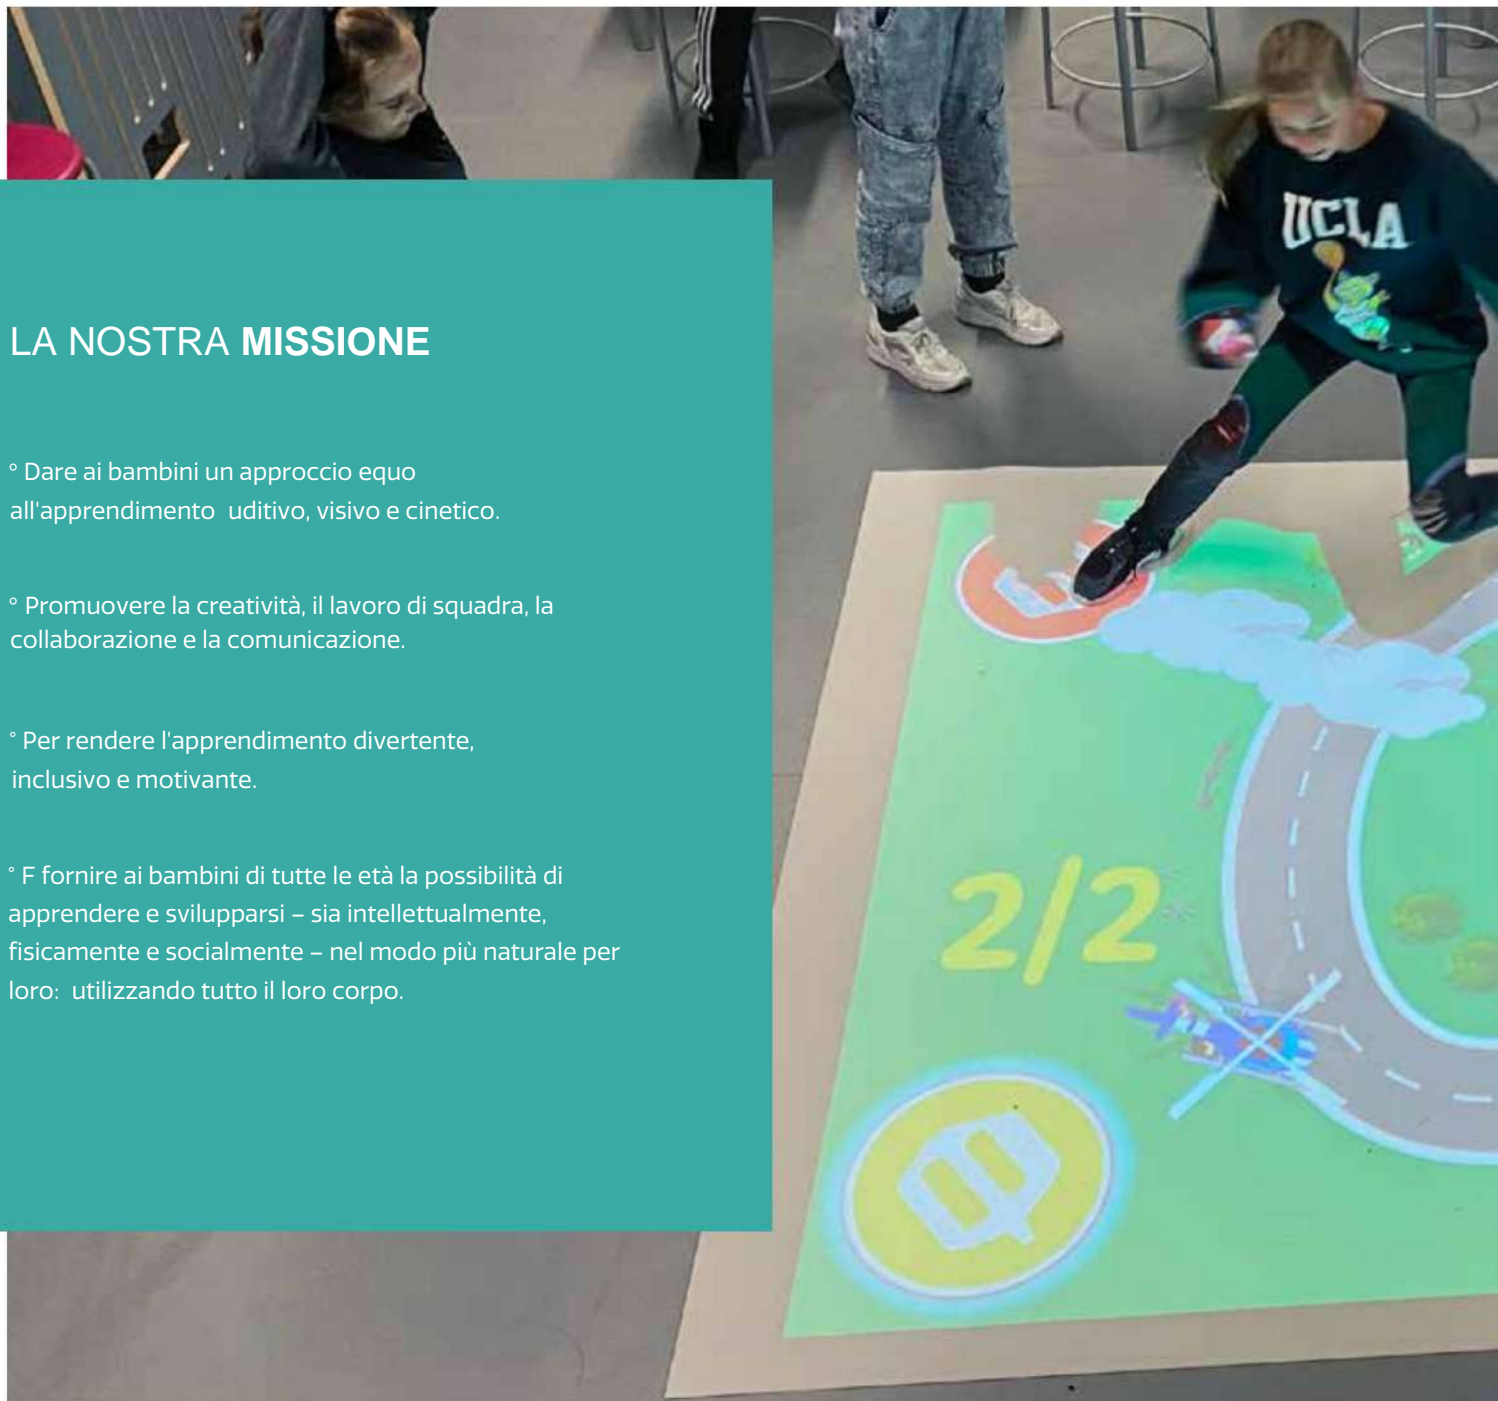 LA NOSTRA MISSIONE
° Dare ai bambini un approccio equo
all'apprendimento  uditivo, visivo e cinetico.
° Promuovere la creatività, il lavoro di squadra, la
collaborazione e la comunicazione.
° Per rendere l'apprendimento divertente,
inclusivo e motivante.
° F fornire ai bambini di tutte le età la possibilità di
apprendere e svilupparsi – sia intellettualmente,
fisicamente e socialmente – nel modo più naturale per
loro:  utilizzando tutto il loro corpo.
UCLA
2/2